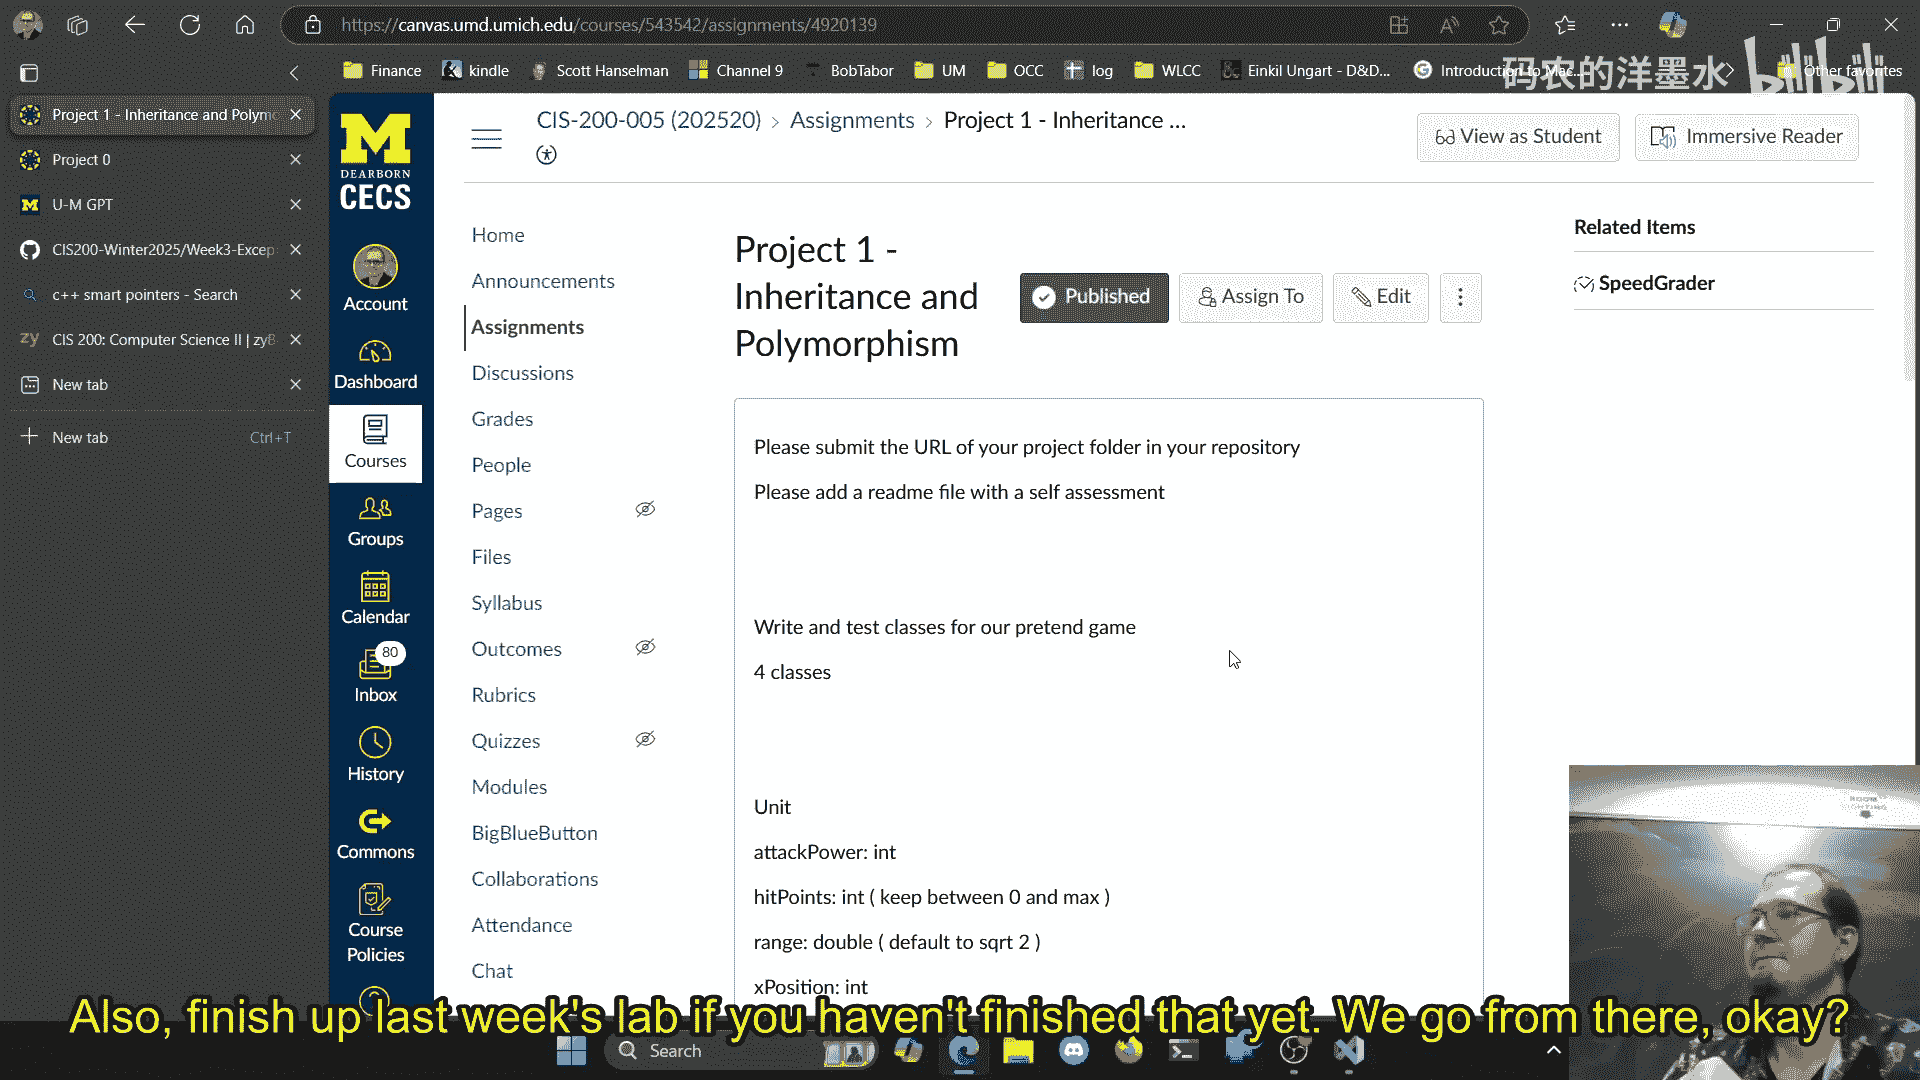 https://canvas.umd.umich.edu/courses/543542/assignments/4920139
Finance
kindle
Scott Hanselman
Channel 9
BobTabor
UM
OCC
log
WLCC
Einkil Ungart - D&D...
Introduction to Mac...
Other favorites
码农的洋墨水
bilibili
Project 1 - Inheritance and Polym
Project 0
U-M GPT
CIS200-Winter2025/Week3-Excep
c++ smart pointers - Search
CIS 200: Computer Science II | zyB
New tab
New tab
Ctrl+T
M
DEARBORN
CECS
Account
Dashboard
Courses
Groups
Calendar
80
Inbox
History
Commons
Course
Policies
CIS-200-005 (202520) › Assignments › Project 1 - Inheritance ...
View as Student
Immersive Reader
Home
Announcements
Assignments
Discussions
Grades
People
Pages
Files
Syllabus
Outcomes
Rubrics
Quizzes
Modules
BigBlueButton
Collaborations
Attendance
Chat
Project 1 -
Inheritance and
Polymorphism
Published
Assign To
Edit
Related Items
SpeedGrader
Please submit the URL of your project folder in your repository
Please add a readme file with a self assessment
Write and test classes for our pretend game
4 classes
Unit
attackPower: int
hitPoints: int ( keep between 0 and max )
range: double ( default to sqrt 2 )
xPosition: int
Also, finish up last week's lab if you haven't finished that yet. We go from there, okay?
Search